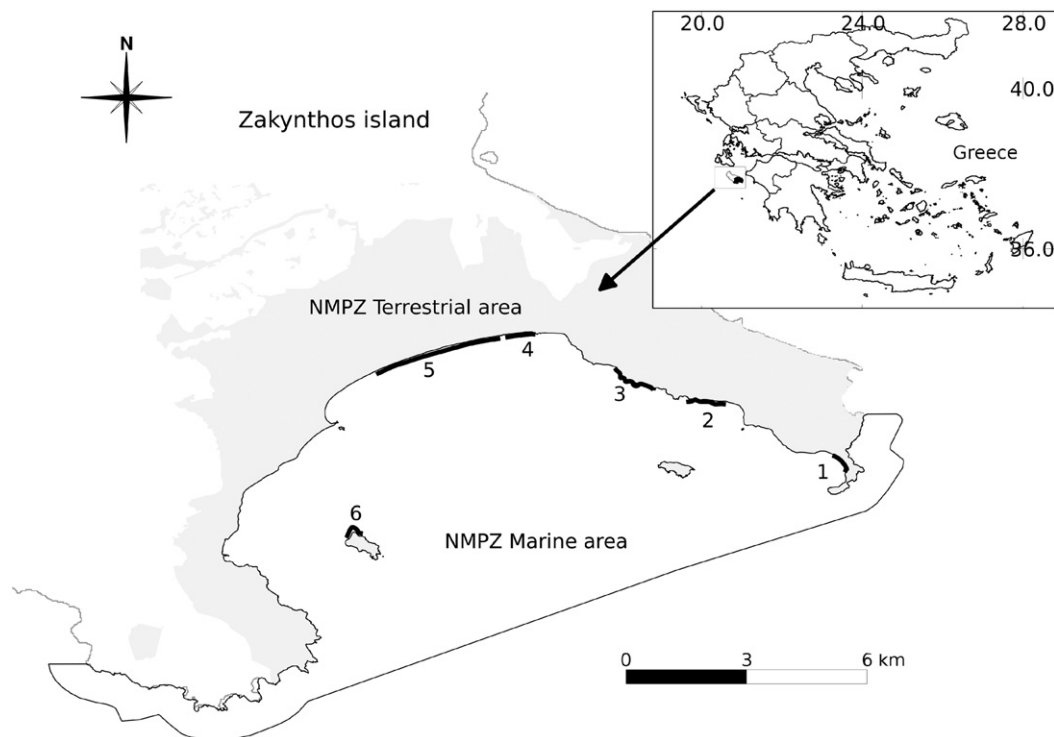 20.0 24.0 28.0
N
40.0
Zakynthos island
Greece
36.0
NMPZ Terrestrial area
4
5
3
2
1
6
NMPZ Marine area
0 3 6 km